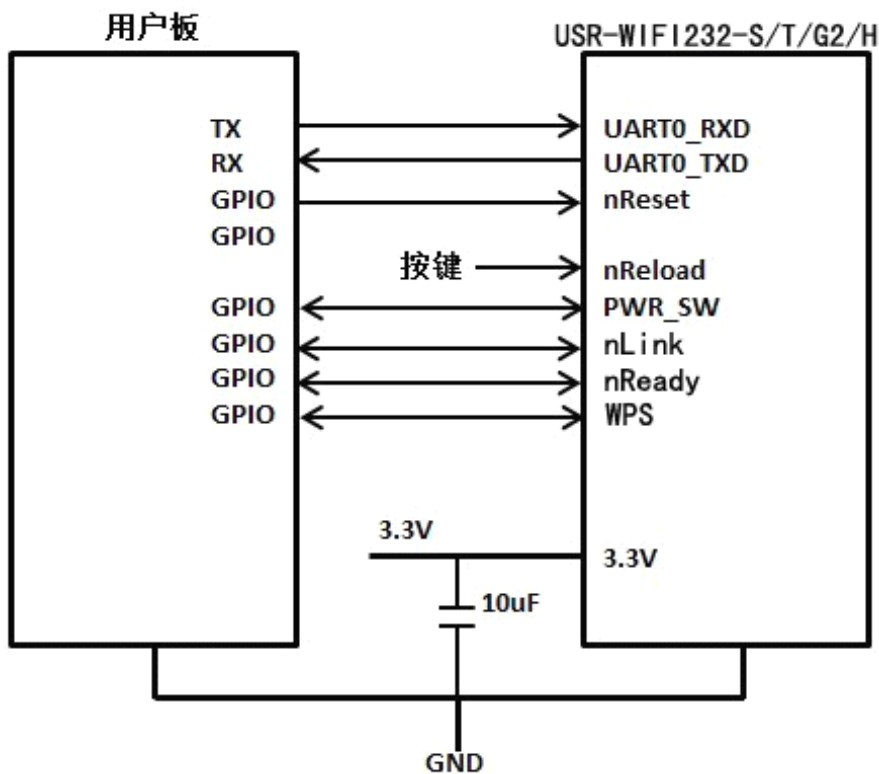 用户板
USR-WIFI232-S/T/G2/H
TX
UART0_RXD
RX
UART0_TXD
GPIO
nReset
GPIO
按键
nReload
GPIO
PWR_SW
GPIO
nLink
GPIO
nReady
GPIO
WPS
3.3V
3.3V
10uF
GND